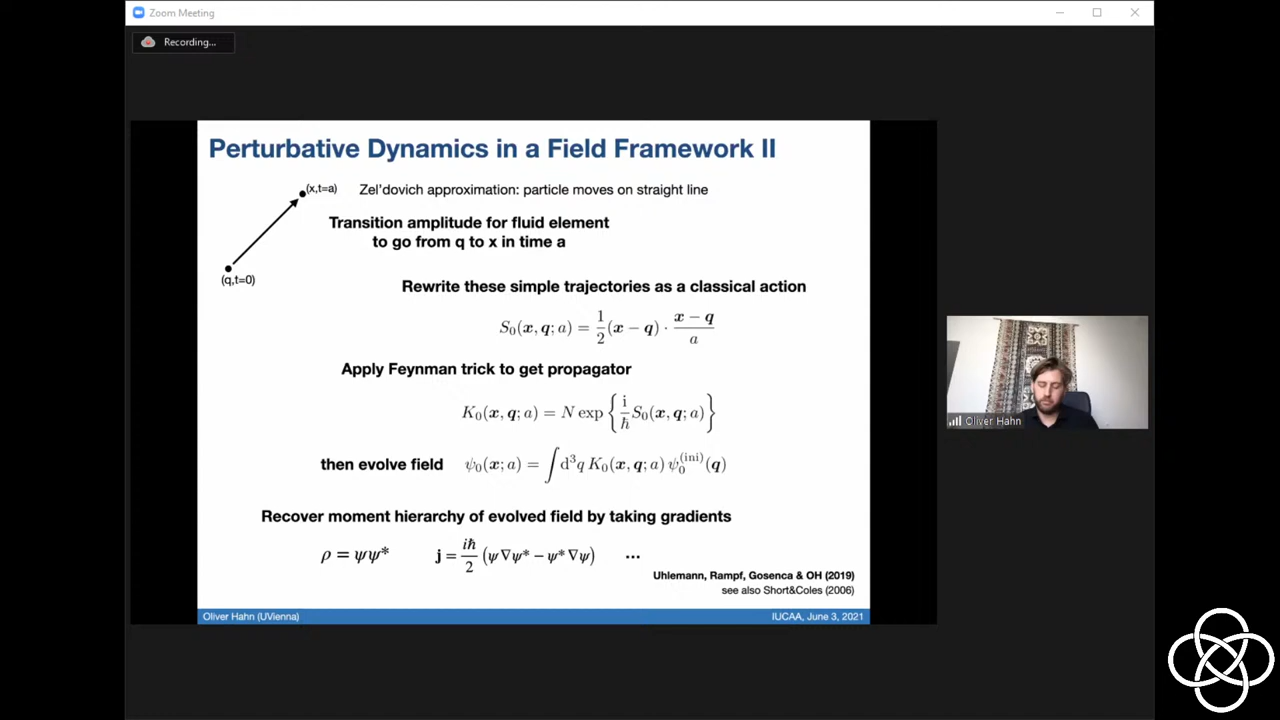 Zoom Meeting
Recording...
Perturbative Dynamics in a Field Framework II
(x,t=a)
Zel'dovich approximation: particle moves on straight line
Transition amplitude for fluid element
to go from q to x in time a
(q,t=0)
Rewrite these simple trajectories as a classical action
S₀(x, q; a) = 1/2 (x − q) · (x − q)/a
Apply Feynman trick to get propagator
K₀(x, q; a) = N exp { i/ħ S₀(x, q; a) }
then evolve field ψ₀(x; a) = ∫ d³q K₀(x, q; a) ψ₀⁽ⁱⁿⁱ⁾(q)
Recover moment hierarchy of evolved field by taking gradients
ρ = ψψ* j = iħ/2 (ψ∇ψ* − ψ*∇ψ) ...
Uhlemann, Rampf, Gosenca & OH (2019)
see also Short&Coles (2006)
Oliver Hahn (UVienna) IUCAA, June 3, 2021
Oliver Hahn